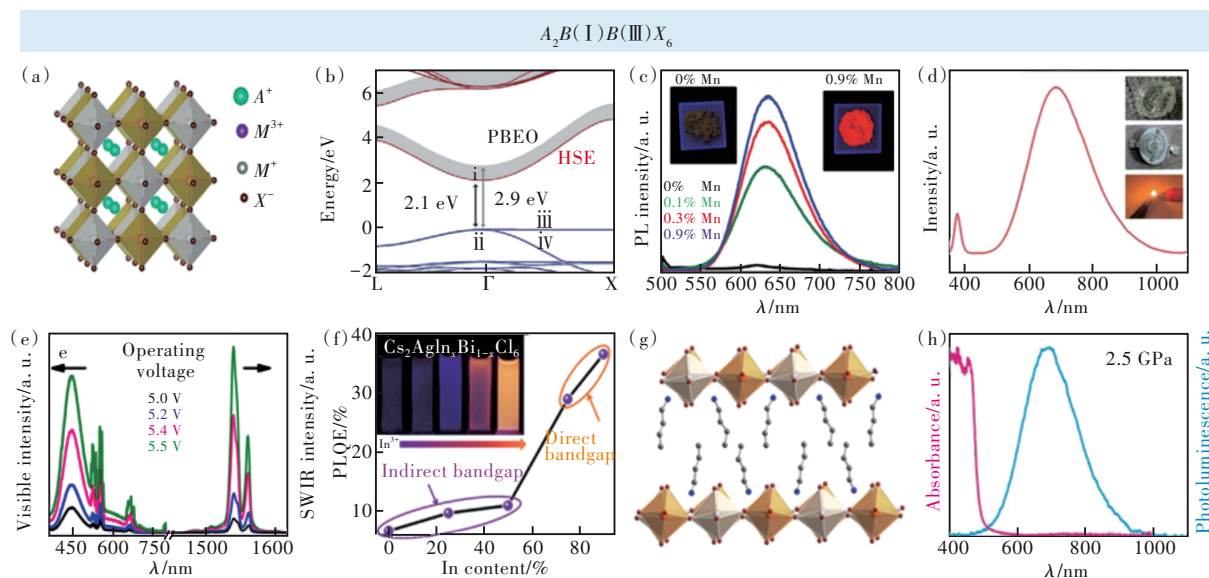 A₂B(Ⅰ)B(Ⅲ)X₆
(a)
A⁺
M³⁺
M⁺
X⁻
(b)
Energy/eV
6
4
2
0
−2
PBEO
HSE
i
2.1 eV
2.9 eV
ii
iii
iv
L
Γ
X
(c)
PL inensity/a. u.
0% Mn
0.9% Mn
0% Mn
0.1% Mn
0.3% Mn
0.9% Mn
500 550 600 650 700 750 800
λ/nm
(d)
Inensity/a. u.
400 600 800 1000
λ/nm
(e)
e
Visible intensity/a. u.
Operating
voltage
5.0 V
5.2 V
5.4 V
5.5 V
SWIR intensity/a. u.
450 600 750 1500 1600
λ/nm
(f)
PLQE/%
40
30
20
10
Cs₂AgInₓBi₁₋ₓCl₆
In³⁺
Direct
bandgap
Indirect bandgap
0 20 40 60 80
In content/%
(g)
(h)
Absorbance/a. u.
2.5 GPa
Photoluminescence/a. u.
400 600 800 1000
λ/nm